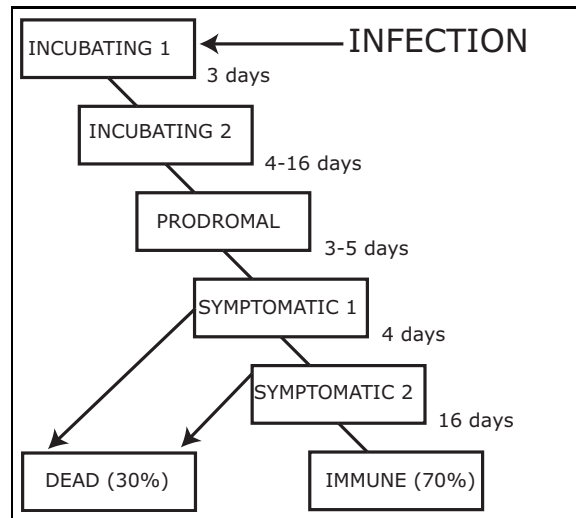 INCUBATING 1
INFECTION
3 days
INCUBATING 2
4-16 days
PRODROMAL
3-5 days
SYMPTOMATIC 1
4 days
SYMPTOMATIC 2
16 days
DEAD (30%)
IMMUNE (70%)